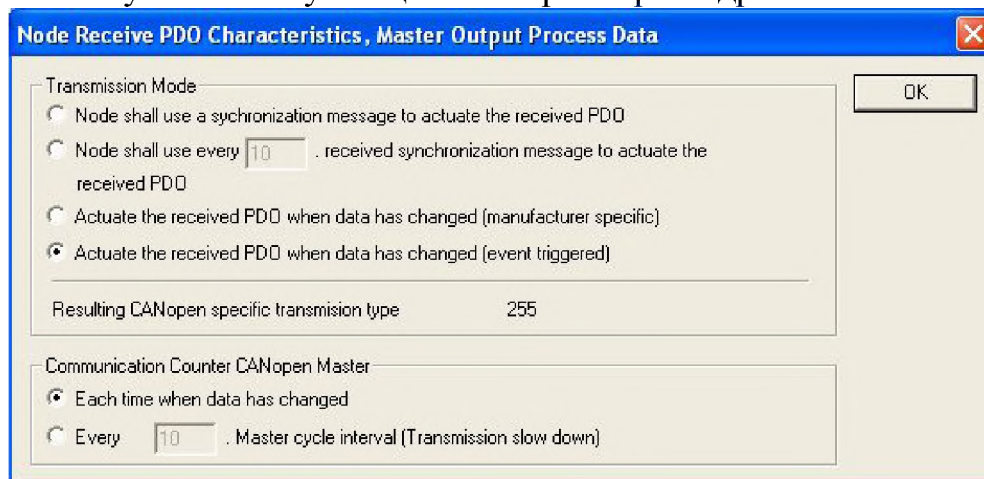 Node Receive PDO Characteristics, Master Output Process Data
Transmission Mode
OK
Node shall use a sychronization message to actuate the received PDO
Node shall use every 10 . received synchronization message to actuate the
received PDO
Actuate the received PDO when data has changed (manufacturer specific)
Actuate the received PDO when data has changed (event triggered)
Resulting CANopen specific transmision type 255
Communication Counter CANopen Master
Each time when data has changed
Every 10 . Master cycle interval (Transmission slow down)